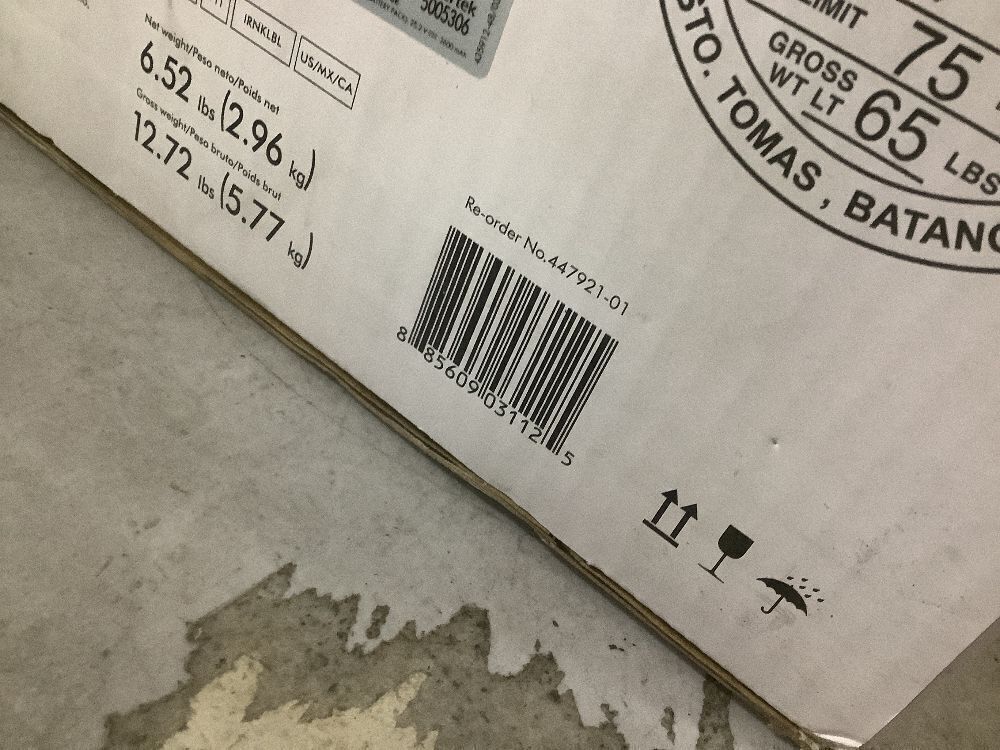 5005306
IRNKLBL
US/MX/CA
Net weight/Peso neto/Poids net
6.52 lbs (2.96 kg)
Gross weight/Peso bruto/Poids brut
12.72 lbs (5.77 kg)
Re-order No.447921-01
8 85609 03112 5
LIMIT 75
GROSS
WT LT 65 LBS
STO. TOMAS, BATANG